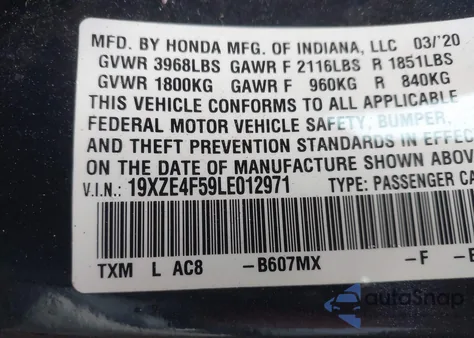 MFD. BY HONDA MFG. OF INDIANA, LLC 03/'20
GVWR 3968LBS GAWR F 2116LBS R 1851LBS
GVWR 1800KG GAWR F 960KG R 840KG
THIS VEHICLE CONFORMS TO ALL APPLICABLE
FEDERAL MOTOR VEHICLE SAFETY, BUMPER,
AND THEFT PREVENTION STANDARDS IN EFFEC
ON THE DATE OF MANUFACTURE SHOWN ABOV
V.I.N.: 19XZE4F59LE012971 TYPE: PASSENGER CA
TXM L AC8 -B607MX -F -E
autoSnap